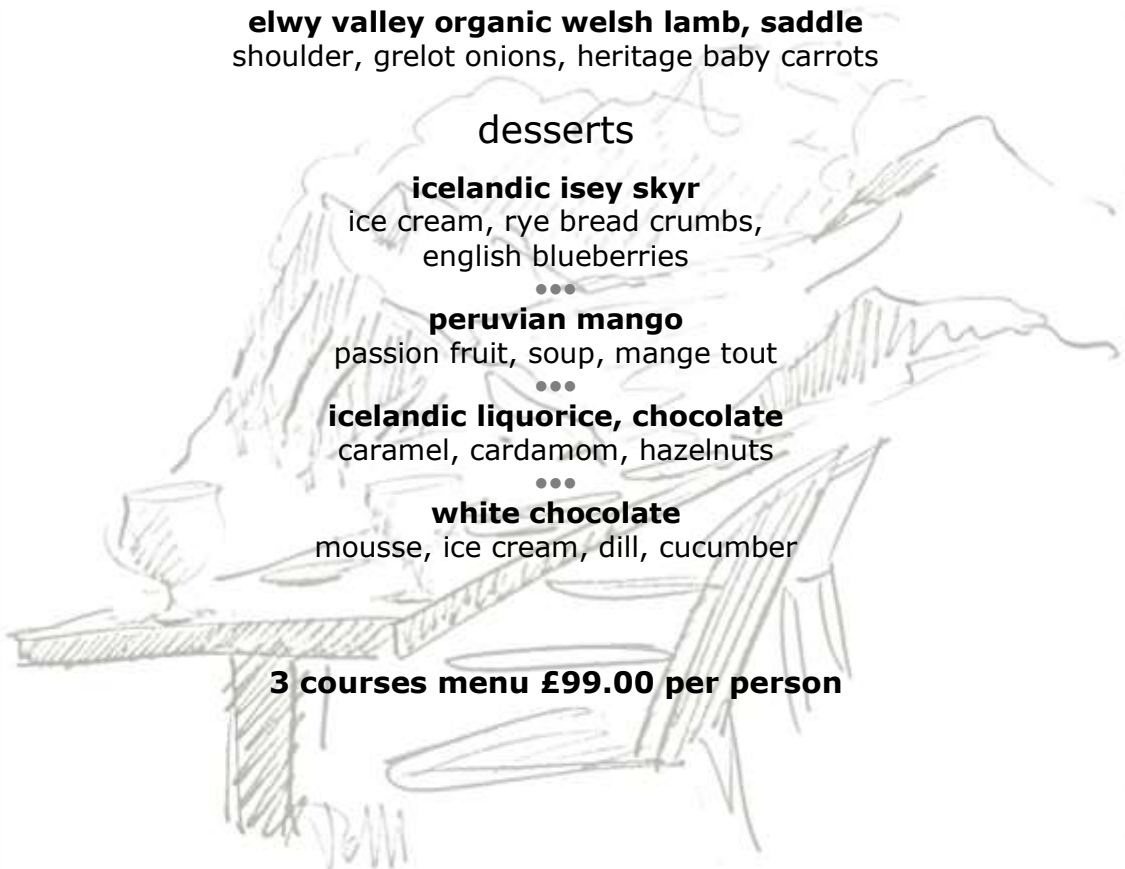 elwy valley organic welsh lamb, saddle
shoulder, grelot onions, heritage baby carrots
desserts
icelandic isey skyr
ice cream, rye bread crumbs,
english blueberries
•••
peruvian mango
passion fruit, soup, mange tout
•••
icelandic liquorice, chocolate
caramel, cardamom, hazelnuts
•••
white chocolate
mousse, ice cream, dill, cucumber
3 courses menu £99.00 per person